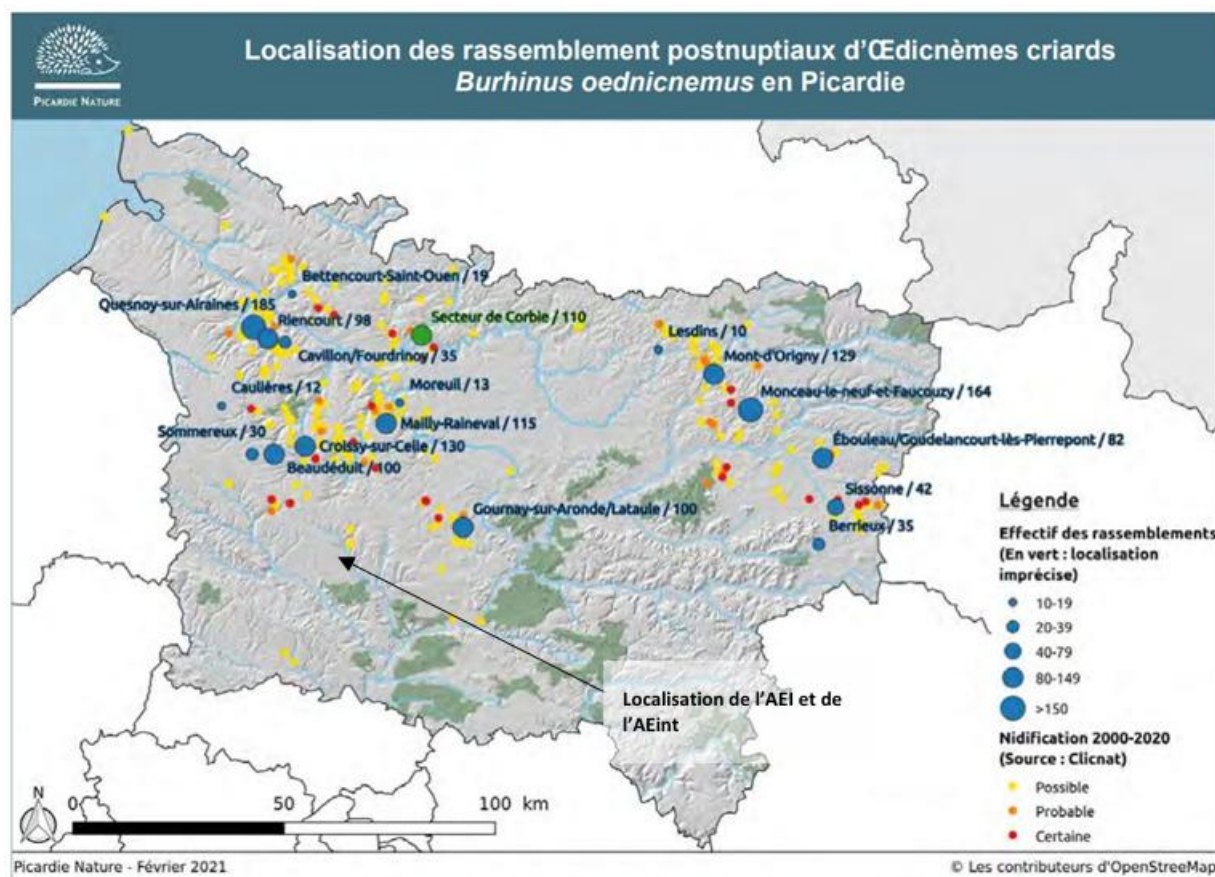 PICARDIE NATURE
Localisation des rassemblement postnuptiaux d'Œdicnèmes criards
Burhinus oednicnemus en Picardie
Bettencourt-Saint-Ouen / 19
Quesnoy-sur-Airaines / 185
Riencourt / 98
Secteur de Corbie / 110
Lesdins / 10
Cavillon/Fourdrinoy / 35
Mont-d'Origny / 129
Caulières / 12
Moreuil / 13
Monceau-le-neuf-et-Faucouzy / 164
Mailly-Raineval / 115
Sommereux / 30
Croissy-sur-Celle / 130
Ébouleau/Goudelancourt-lès-Pierrepont / 82
Beaudéduit / 100
Sissonne / 42
Gournay-sur-Aronde/Lataule / 100
Berrieux / 35
Légende
Effectif des rassemblements
(En vert : localisation
imprécise)
10-19
20-39
40-79
80-149
>150
Nidification 2000-2020
(Source : Clicnat)
Possible
Probable
Certaine
Localisation de l'AEI et de
l'AEint
N
0 50 100 km
Picardie Nature - Février 2021
© Les contributeurs d'OpenStreeMap